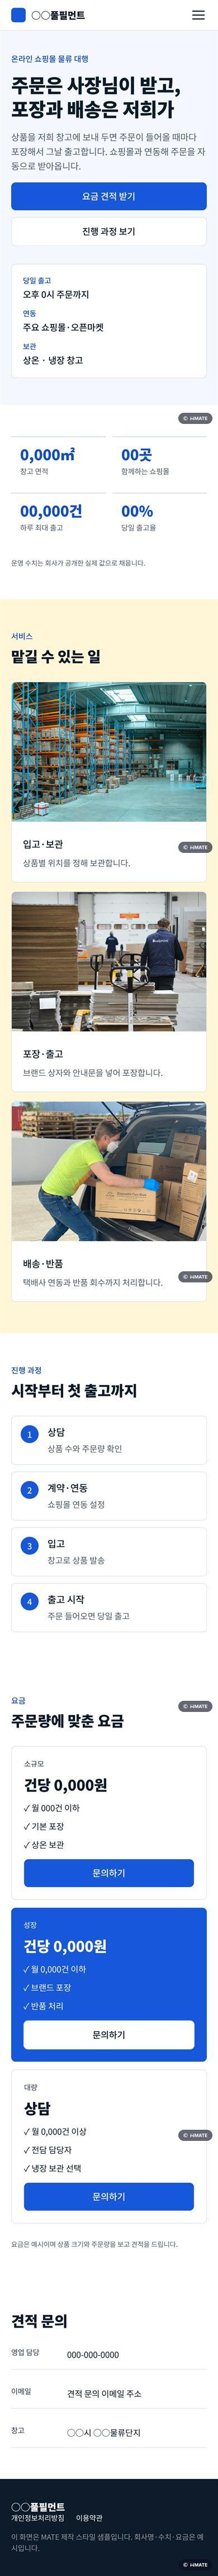 ○○풀필먼트
온라인 쇼핑몰 물류 대행
주문은 사장님이 받고,
포장과 배송은 저희가
상품을 저희 창고에 보내 두면 주문이 들어올 때마다
포장해서 그날 출고합니다. 쇼핑몰과 연동해 주문을 자
동으로 받아옵니다.
요금 견적 받기
진행 과정 보기
당일 출고
오후 0시 주문까지
연동
주요 쇼핑몰·오픈마켓
보관
상온 · 냉장 창고
© MATE
0,000㎡
창고 면적
00곳
함께하는 쇼핑몰
00,000건
하루 최대 출고
00%
당일 출고율
운영 수치는 회사가 공개한 실제 값으로 채웁니다.
서비스
맡길 수 있는 일
입고·보관
© MATE
상품별 위치를 정해 보관합니다.
포장·출고
브랜드 상자와 안내문을 넣어 포장합니다.
배송·반품
© MATE
택배사 연동과 반품 회수까지 처리합니다.
진행 과정
시작부터 첫 출고까지
1 상담
상품 수와 주문량 확인
2 계약·연동
쇼핑몰 연동 설정
3 입고
창고로 상품 발송
4 출고 시작
주문 들어오면 당일 출고
요금
© MATE
주문량에 맞춘 요금
소규모
건당 0,000원
✓ 월 000건 이하
✓ 기본 포장
✓ 상온 보관
문의하기
성장
건당 0,000원
✓ 월 0,000건 이하
✓ 브랜드 포장
✓ 반품 처리
문의하기
대량
상담
✓ 월 0,000건 이상
© MATE
✓ 전담 담당자
✓ 냉장 보관 선택
문의하기
요금은 예시이며 상품 크기와 주문량을 보고 견적을 드립니다.
견적 문의
영업 담당 000-000-0000
이메일 견적 문의 이메일 주소
창고 ○○시 ○○물류단지
○○풀필먼트
개인정보처리방침 이용약관
이 화면은 MATE 제작 스타일 샘플입니다. 회사명·수치·요금은 예
시입니다.
© MATE